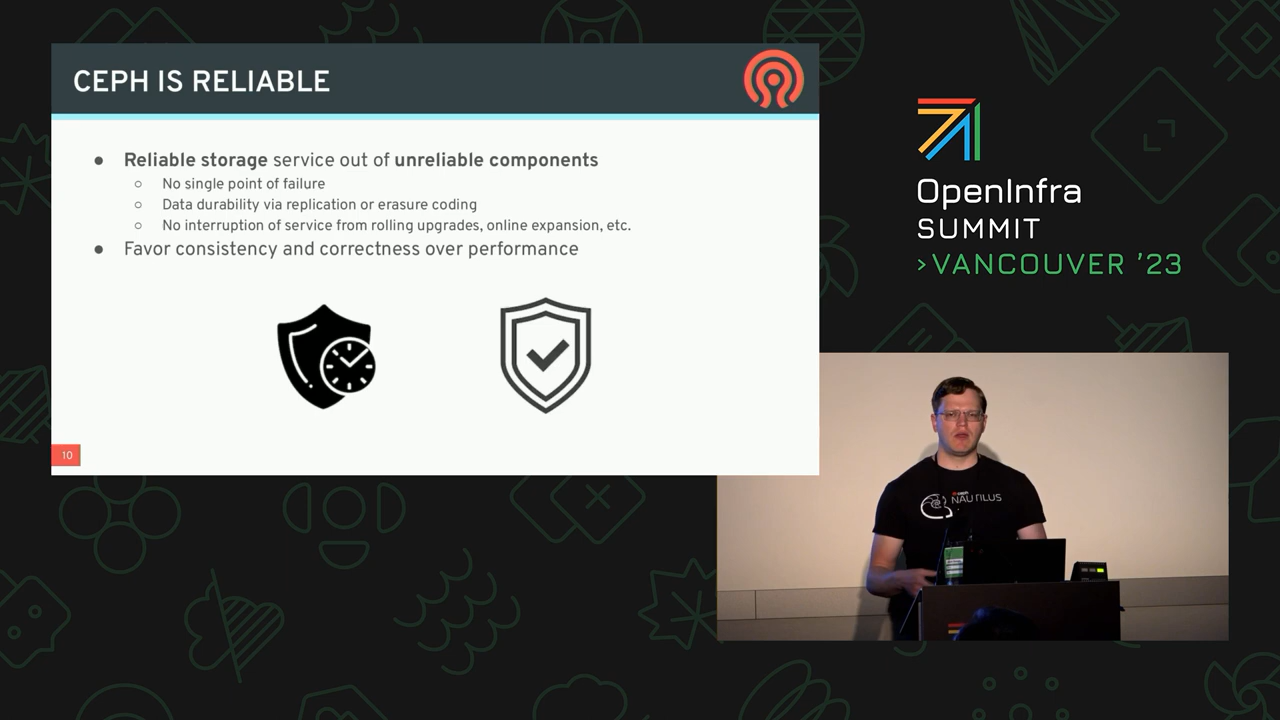 CEPH IS RELIABLE
● Reliable storage service out of unreliable components
○ No single point of failure
○ Data durability via replication or erasure coding
○ No interruption of service from rolling upgrades, online expansion, etc.
● Favor consistency and correctness over performance
10
OpenInfra
SUMMIT
>VANCOUVER ’23
NAUTILUS